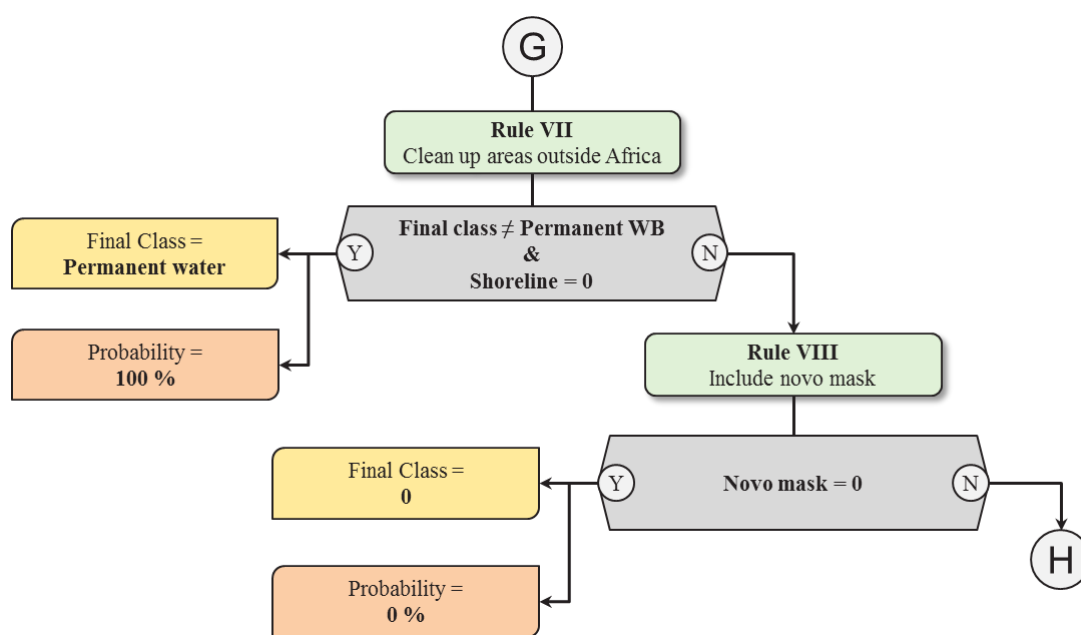 G
Rule VII
Clean up areas outside Africa
Final class ≠ Permanent WB
&
Shoreline = 0
Y
N
Final Class =
Permanent water
Probability =
100 %
Rule VIII
Include novo mask
Novo mask = 0
Y
N
Final Class =
0
Probability =
0 %
H